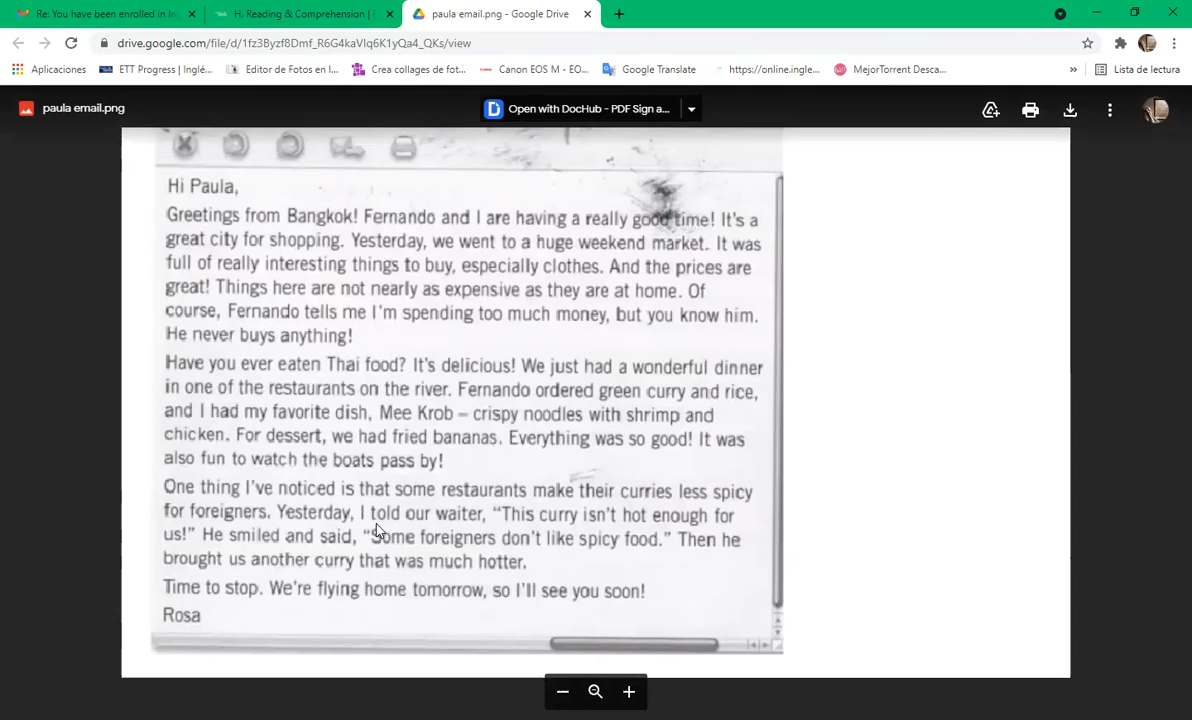 Re: You have been enrolled in In
H. Reading & Comprehension |
paula email.png - Google Drive
drive.google.com/file/d/1fz3Byzf8Dmf_R6G4kaVlq6K1yQa4_QKs/view
Aplicaciones
ETT Progress | Inglé...
Editor de Fotos en l...
Crea collages de fot...
Canon EOS M - EO...
Google Translate
https://online.ingle...
MejorTorrent Desca...
»
Lista de lectura
paula email.png
Open with DocHub - PDF Sign a...
Hi Paula,
Greetings from Bangkok! Fernando and I are having a really good time! It's a
great city for shopping. Yesterday, we went to a huge weekend market. It was
full of really interesting things to buy, especially clothes. And the prices are
great! Things here are not nearly as expensive as they are at home. Of
course, Fernando tells me I'm spending too much money, but you know him.
He never buys anything!
Have you ever eaten Thai food? It's delicious! We just had a wonderful dinner
in one of the restaurants on the river. Fernando ordered green curry and rice,
and I had my favorite dish, Mee Krob – crispy noodles with shrimp and
chicken. For dessert, we had fried bananas. Everything was so good! It was
also fun to watch the boats pass by!
One thing I've noticed is that some restaurants make their curries less spicy
for foreigners. Yesterday, I told our waiter, "This curry isn't hot enough for
us!" He smiled and said, "Some foreigners don't like spicy food." Then he
brought us another curry that was much hotter.
Time to stop. We're flying home tomorrow, so I'll see you soon!
Rosa